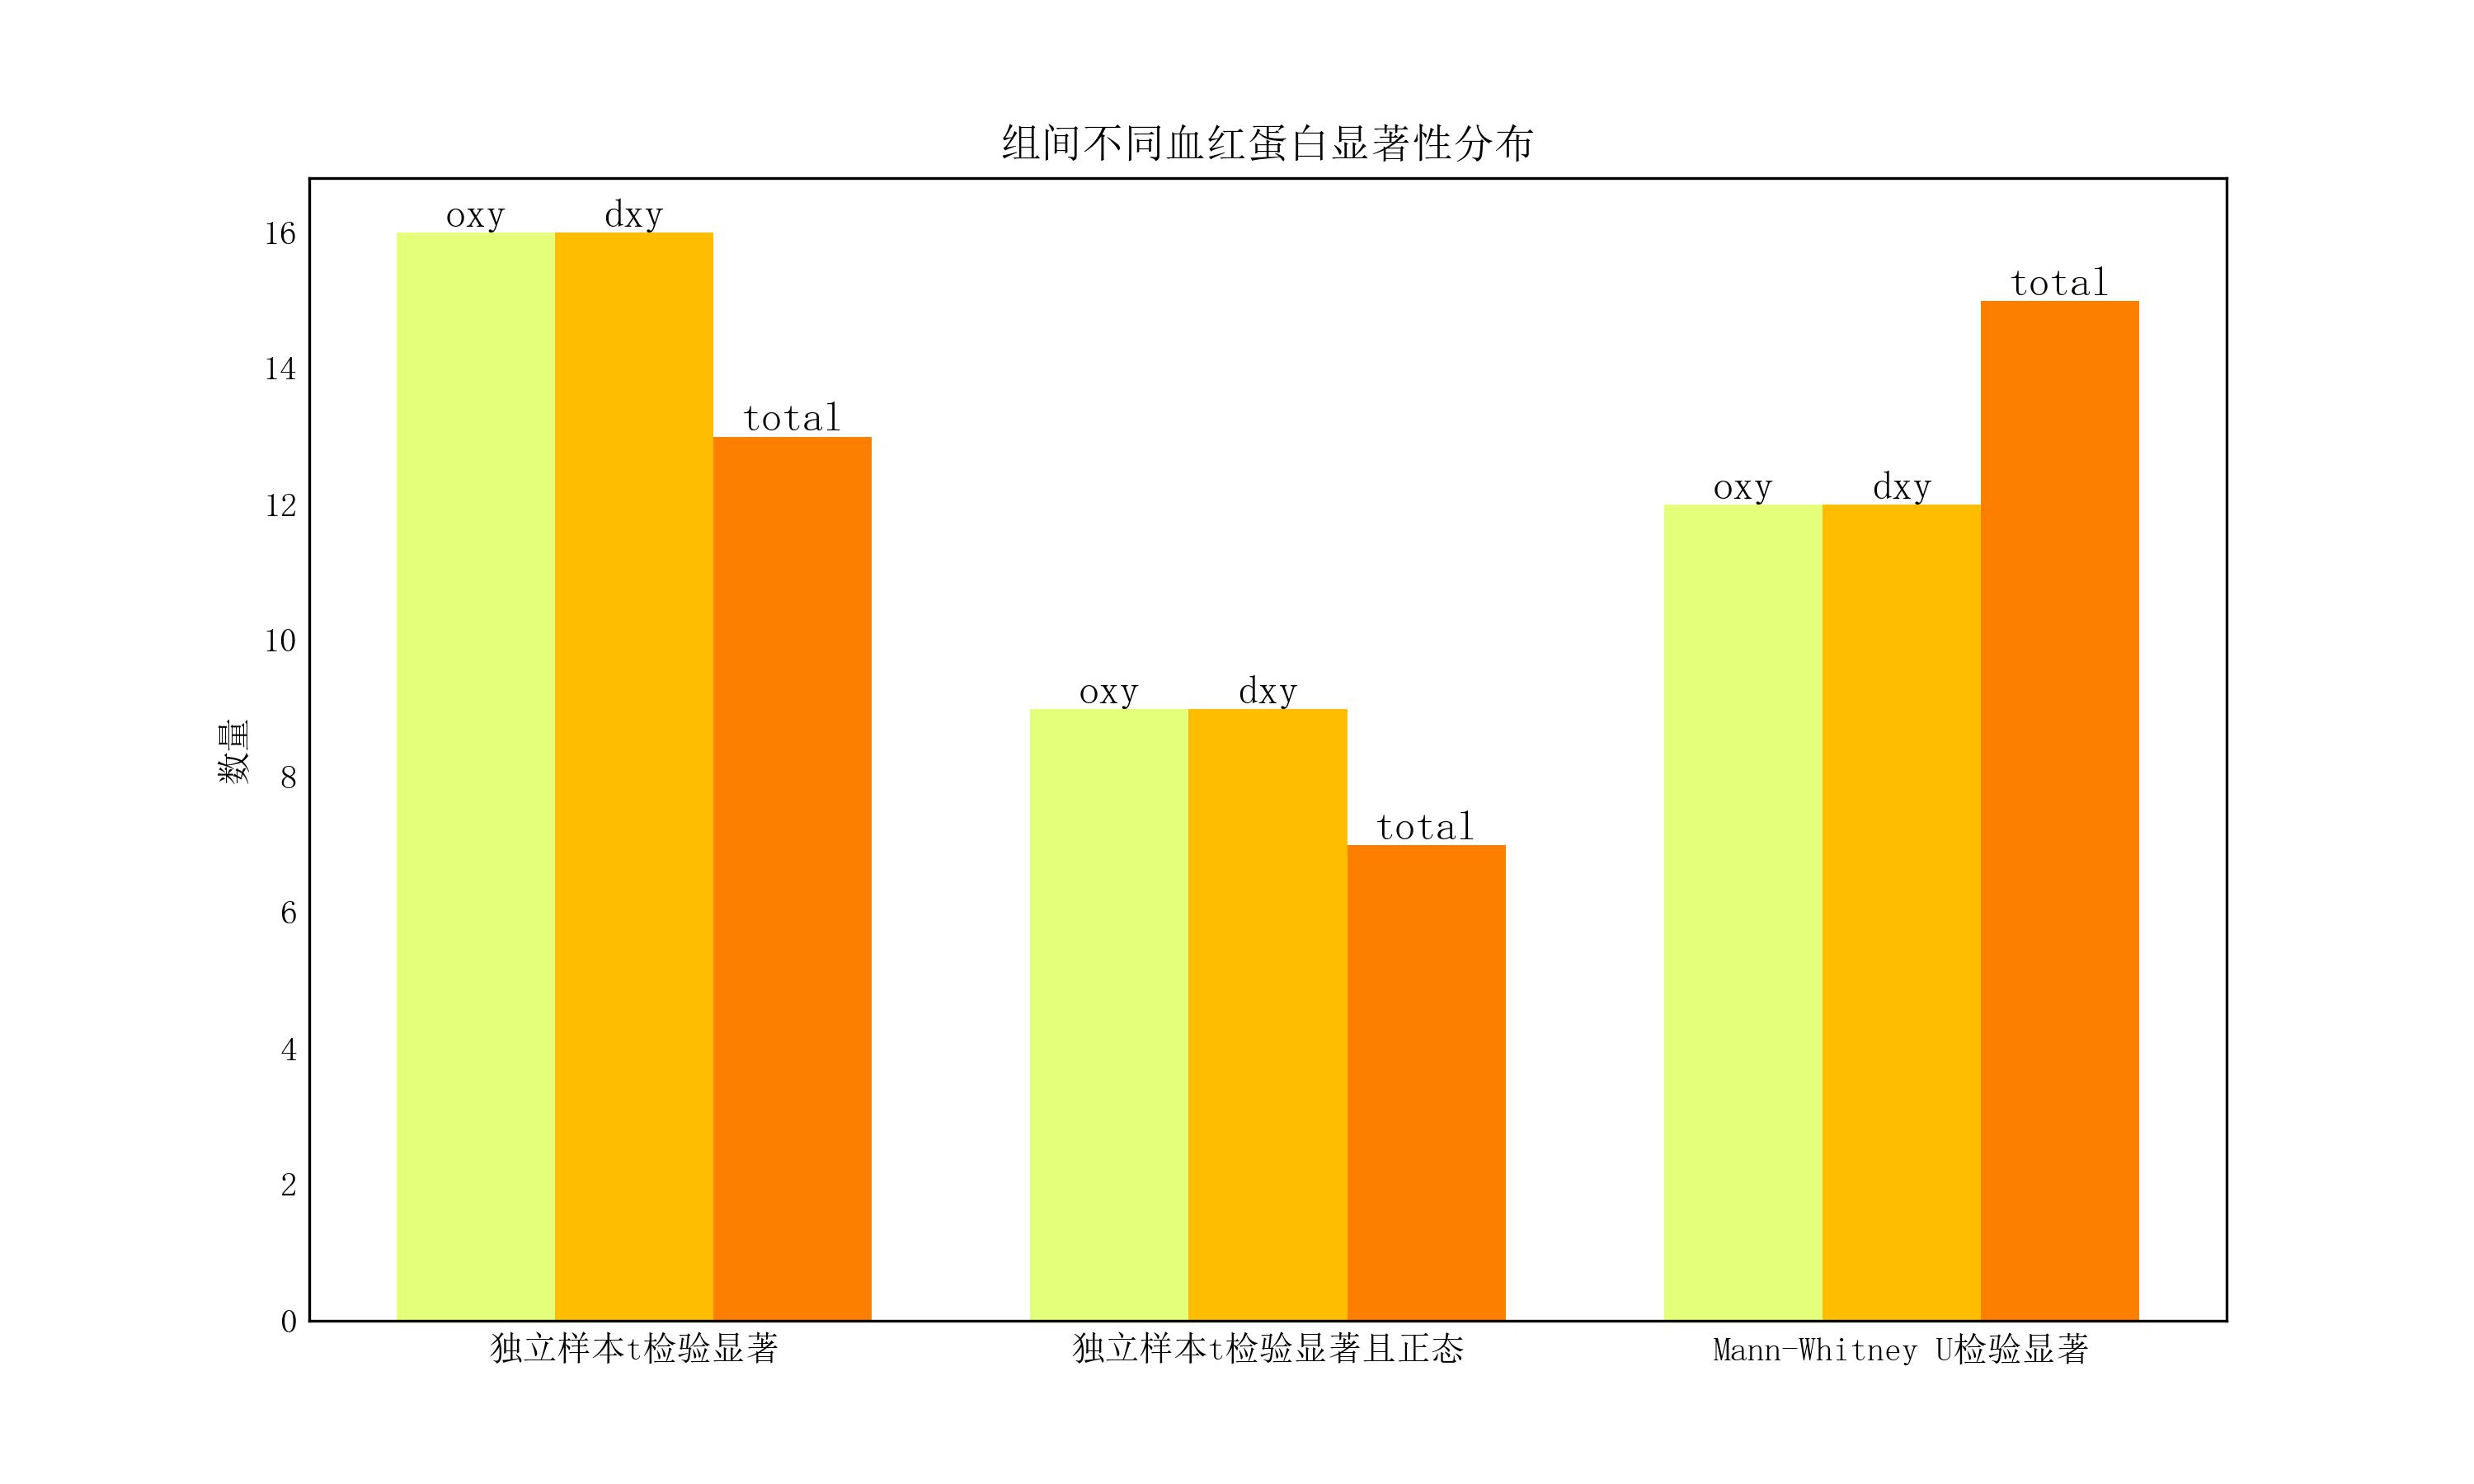 组间不同血红蛋白显著性分布
数量
16
14
12
10
8
6
4
2
0
oxy
dxy
total
oxy
dxy
total
oxy
dxy
total
独立样本t检验显著
独立样本t检验显著且正态
Mann-Whitney U检验显著